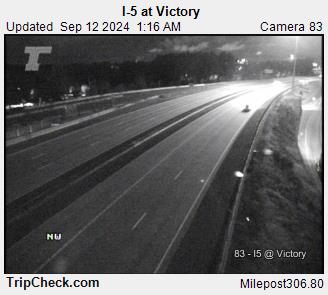 I-5 at Victory
Updated Sep 12 2024 1:16 AM Camera 83
NW
83 - I5 @ Victory
TripCheck.com Milepost306.80